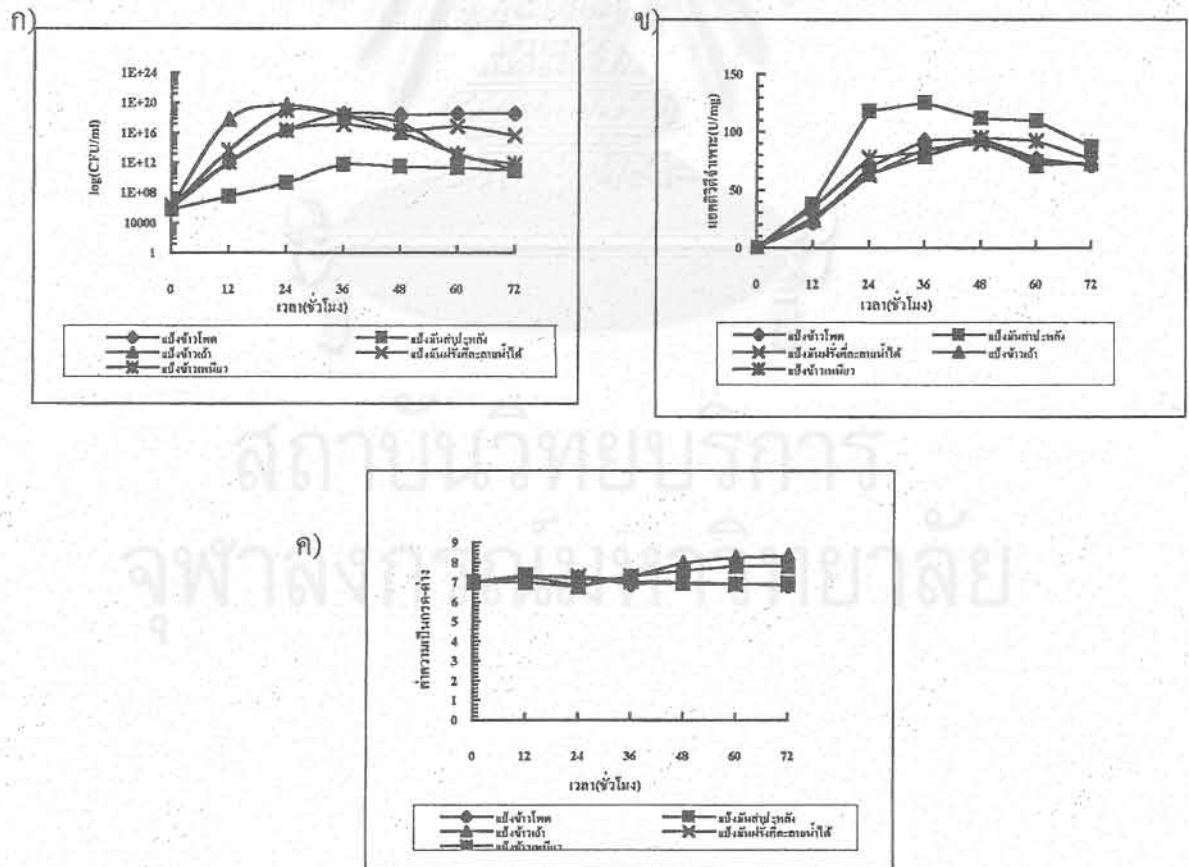 ก)
1E+24
1E+10
1E+16
1E+12
1E+08
10000
1
log(CFU/ml)
0 12 24 36 48 60 72
เวลา(ชั่วโมง)
แป้งข้าวโพด แป้งมันสำปะหลัง
แป้งข้าวเจ้า แป้งมันฝรั่งที่ละลายน้ำได้
แป้งข้าวเหนียว
ข)
150
100
50
0
แอคติวิตีจำเพาะ(U/mg)
0 12 24 36 48 60 72
เวลา(ชั่วโมง)
แป้งข้าวโพด แป้งมันสำปะหลัง
แป้งมันฝรั่งที่ละลายน้ำได้ แป้งข้าวเจ้า
แป้งข้าวเหนียว
สถาบันวิทยบริการ
จุฬาลงกรณ์มหาวิทยาลัย
ค)
9
8
7
6
5
4
3
2
1
0
ค่าความเป็นกรด-ด่าง
0 12 24 36 48 60 72
เวลา(ชั่วโมง)
แป้งข้าวโพด แป้งมันสำปะหลัง
แป้งข้าวเจ้า แป้งมันฝรั่งที่ละลายน้ำได้
แป้งข้าวเหนียว